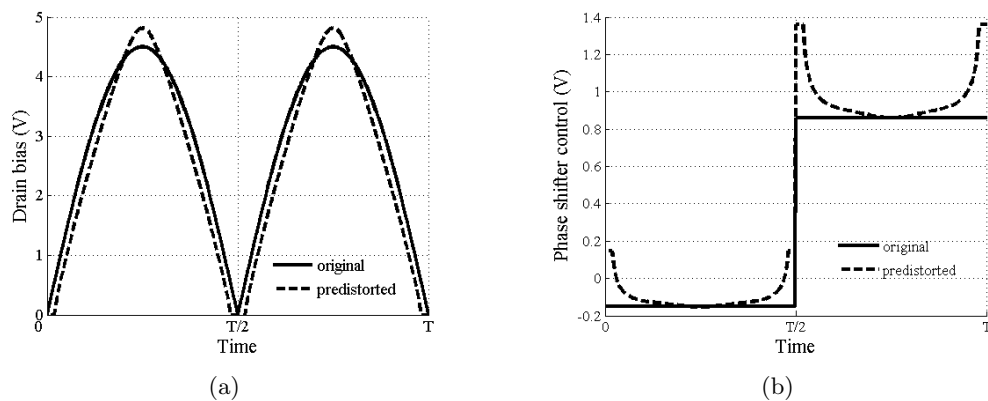 5
4
3
2
1
0
0
T/2
T
Drain bias (V)
Time
original
predistorted
(a)
1.4
1.2
1
0.8
0.6
0.4
0.2
0
-0.2
0
T/2
T
Phase shifter control (V)
Time
original
predistorted
(b)